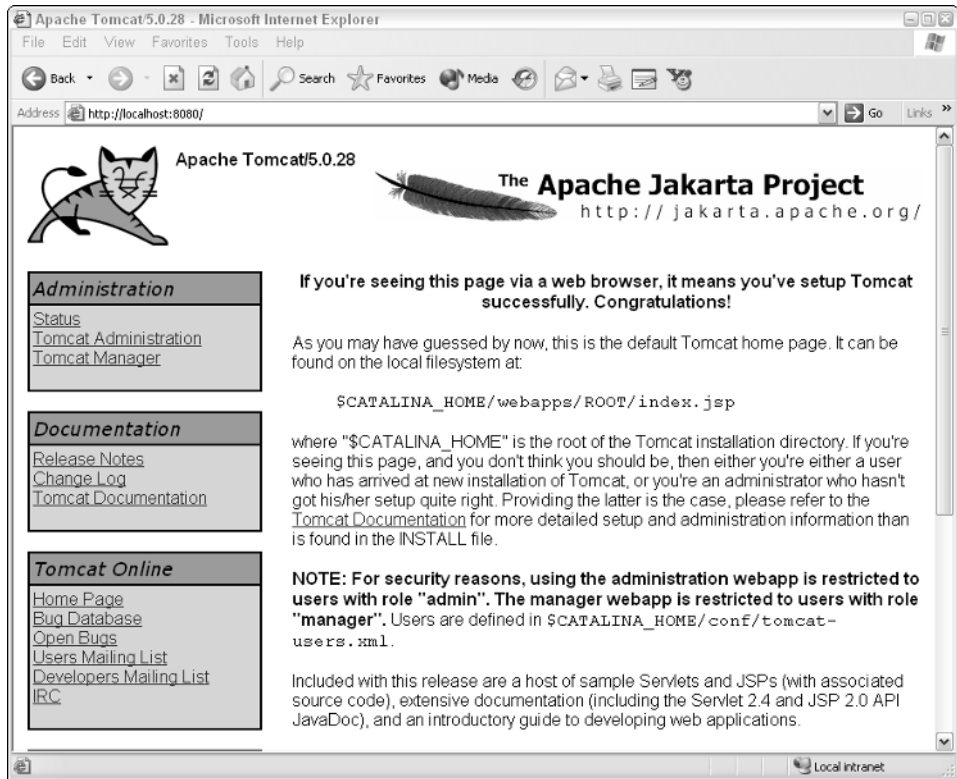 Apache Tomcat/5.0.28 - Microsoft Internet Explorer
File Edit View Favorites Tools Help
Back Search Favorites Media
Address http://localhost:8080/ Go Links »
Apache Tomcat/5.0.28
The Apache Jakarta Project
http://jakarta.apache.org/
Administration
Status
Tomcat Administration
Tomcat Manager
Documentation
Release Notes
Change Log
Tomcat Documentation
Tomcat Online
Home Page
Bug Database
Open Bugs
Users Mailing List
Developers Mailing List
IRC
If you're seeing this page via a web browser, it means you've setup Tomcat
successfully. Congratulations!
As you may have guessed by now, this is the default Tomcat home page. It can be
found on the local filesystem at:
$CATALINA_HOME/webapps/ROOT/index.jsp
where "$CATALINA_HOME" is the root of the Tomcat installation directory. If you're
seeing this page, and you don't think you should be, then either you're either a user
who has arrived at new installation of Tomcat, or you're an administrator who hasn't
got his/her setup quite right. Providing the latter is the case, please refer to the
Tomcat Documentation for more detailed setup and administration information than
is found in the INSTALL file.
NOTE: For security reasons, using the administration webapp is restricted to
users with role "admin". The manager webapp is restricted to users with role
"manager". Users are defined in $CATALINA_HOME/conf/tomcat-
users.xml.
Included with this release are a host of sample Servlets and JSPs (with associated
source code), extensive documentation (including the Servlet 2.4 and JSP 2.0 API
JavaDoc), and an introductory guide to developing web applications.
Local intranet